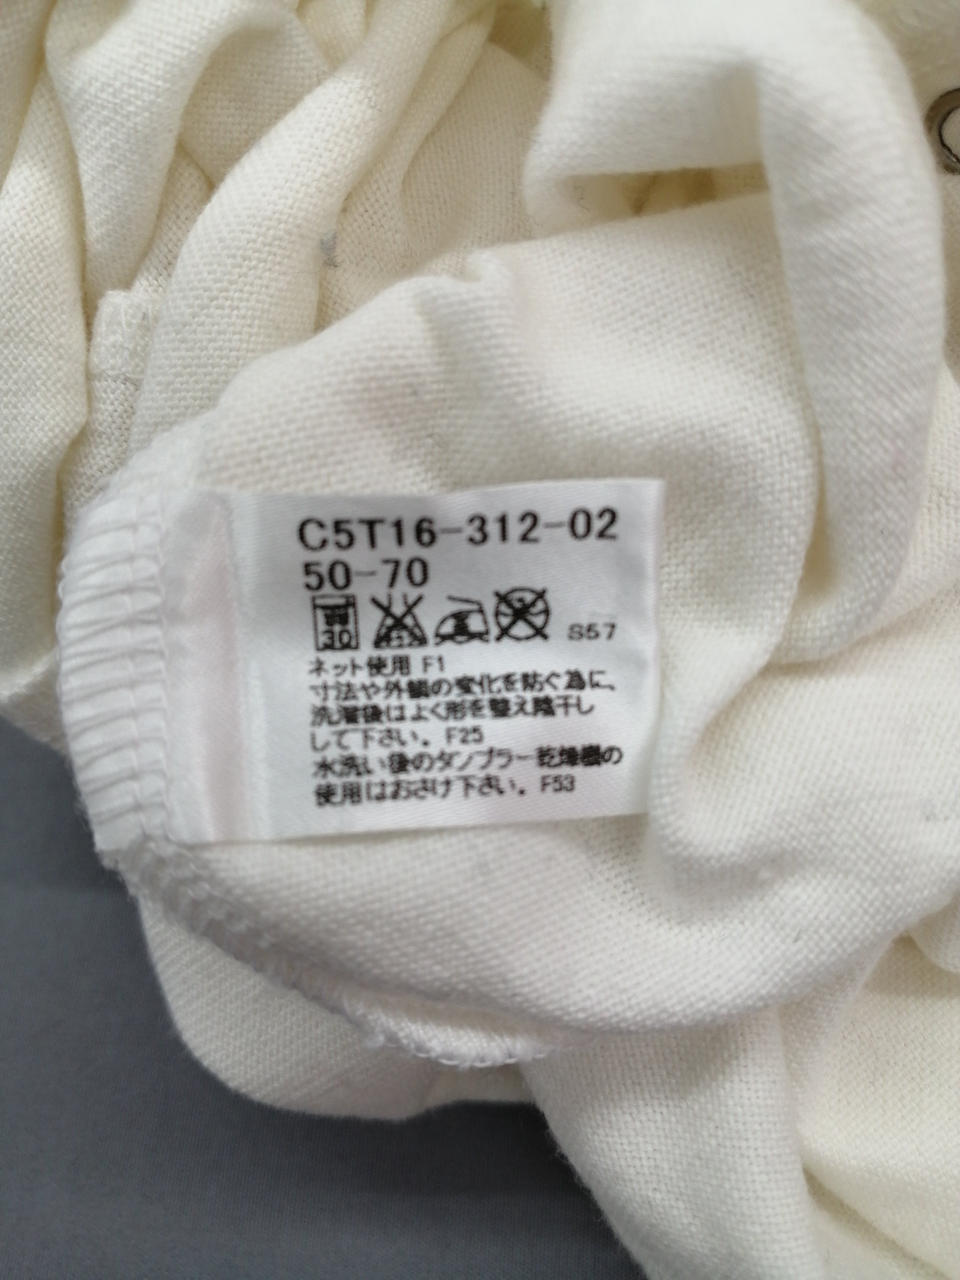 C5T16-312-02
50-70
30
S57
ネット使用 F1
寸法や外観の変化を防ぐ為に、
洗濯後はよく形を整え陰干し
して下さい。F25
水洗い後のタンブラー乾燥機の
使用はおさけ下さい。F53